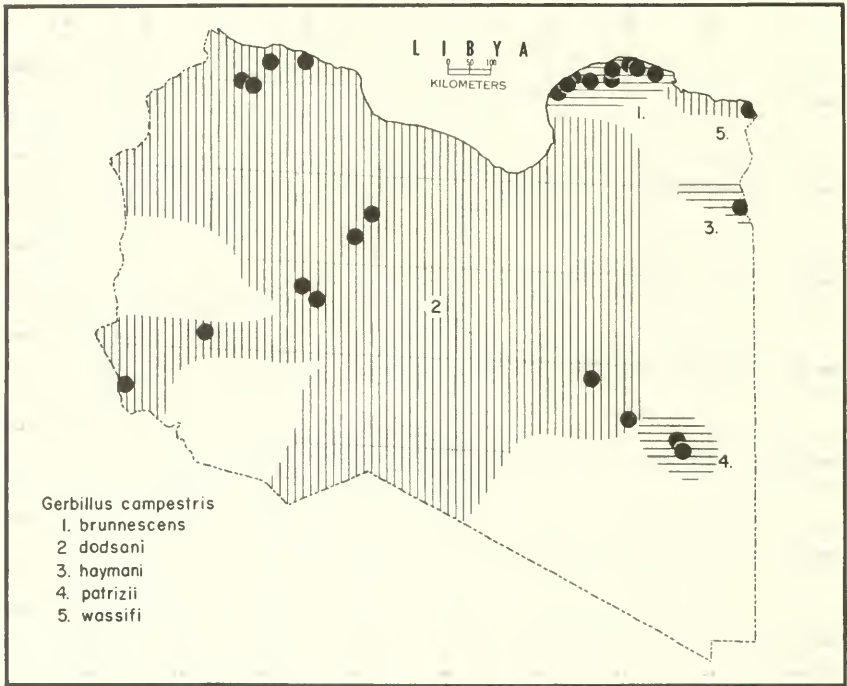 L I B Y A
0 50 100
KILOMETERS
1.
5.
3.
2
4.
Gerbillus campestris
1. brunnescens
2 dodsoni
3. haymani
4. patrizii
5. wassifi